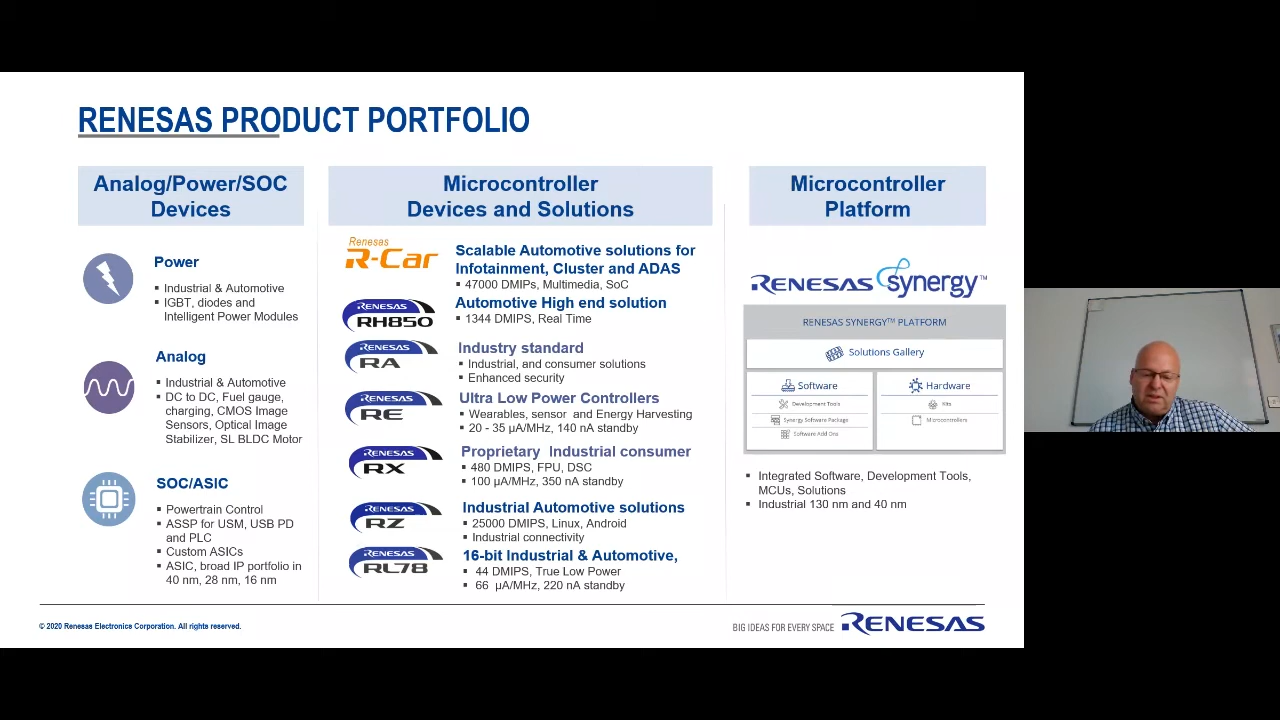 RENESAS PRODUCT PORTFOLIO
Analog/Power/SOC
Devices
Power
▪ Industrial & Automotive
▪ IGBT, diodes and
Intelligent Power Modules
Analog
▪ Industrial & Automotive
▪ DC to DC, Fuel gauge,
charging, CMOS Image
Sensors, Optical Image
Stabilizer, SL BLDC Motor
SOC/ASIC
▪ Powertrain Control
▪ ASSP for USM, USB PD
and PLC
▪ Custom ASICs
▪ ASIC, broad IP portfolio in
40 nm, 28 nm, 16 nm
Microcontroller
Devices and Solutions
Renesas
R-Car
Scalable Automotive solutions for
Infotainment, Cluster and ADAS
▪ 47000 DMIPs, Multimedia, SoC
RENESAS
RH850
Automotive High end solution
▪ 1344 DMIPS, Real Time
RENESAS
RA
Industry standard
▪ Industrial, and consumer solutions
▪ Enhanced security
RENESAS
RE
Ultra Low Power Controllers
▪ Wearables, sensor and Energy Harvesting
▪ 20 - 35 µA/MHz, 140 nA standby
RENESAS
RX
Proprietary Industrial consumer
▪ 480 DMIPS, FPU, DSC
▪ 100 µA/MHz, 350 nA standby
RENESAS
RZ
Industrial Automotive solutions
▪ 25000 DMIPS, Linux, Android
▪ Industrial connectivity
RENESAS
RL78
16-bit Industrial & Automotive,
▪ 44 DMIPS, True Low Power
▪ 66 µA/MHz, 220 nA standby
Microcontroller
Platform
RENESAS synergy™
RENESAS SYNERGY™ PLATFORM
Solutions Gallery
Software
Development Tools
Synergy Software Package
Software Add Ons
Hardware
Kits
Microcontrollers
▪ Integrated Software, Development Tools,
MCUs, Solutions
▪ Industrial 130 nm and 40 nm
© 2020 Renesas Electronics Corporation. All rights reserved.
BIG IDEAS FOR EVERY SPACE RENESAS